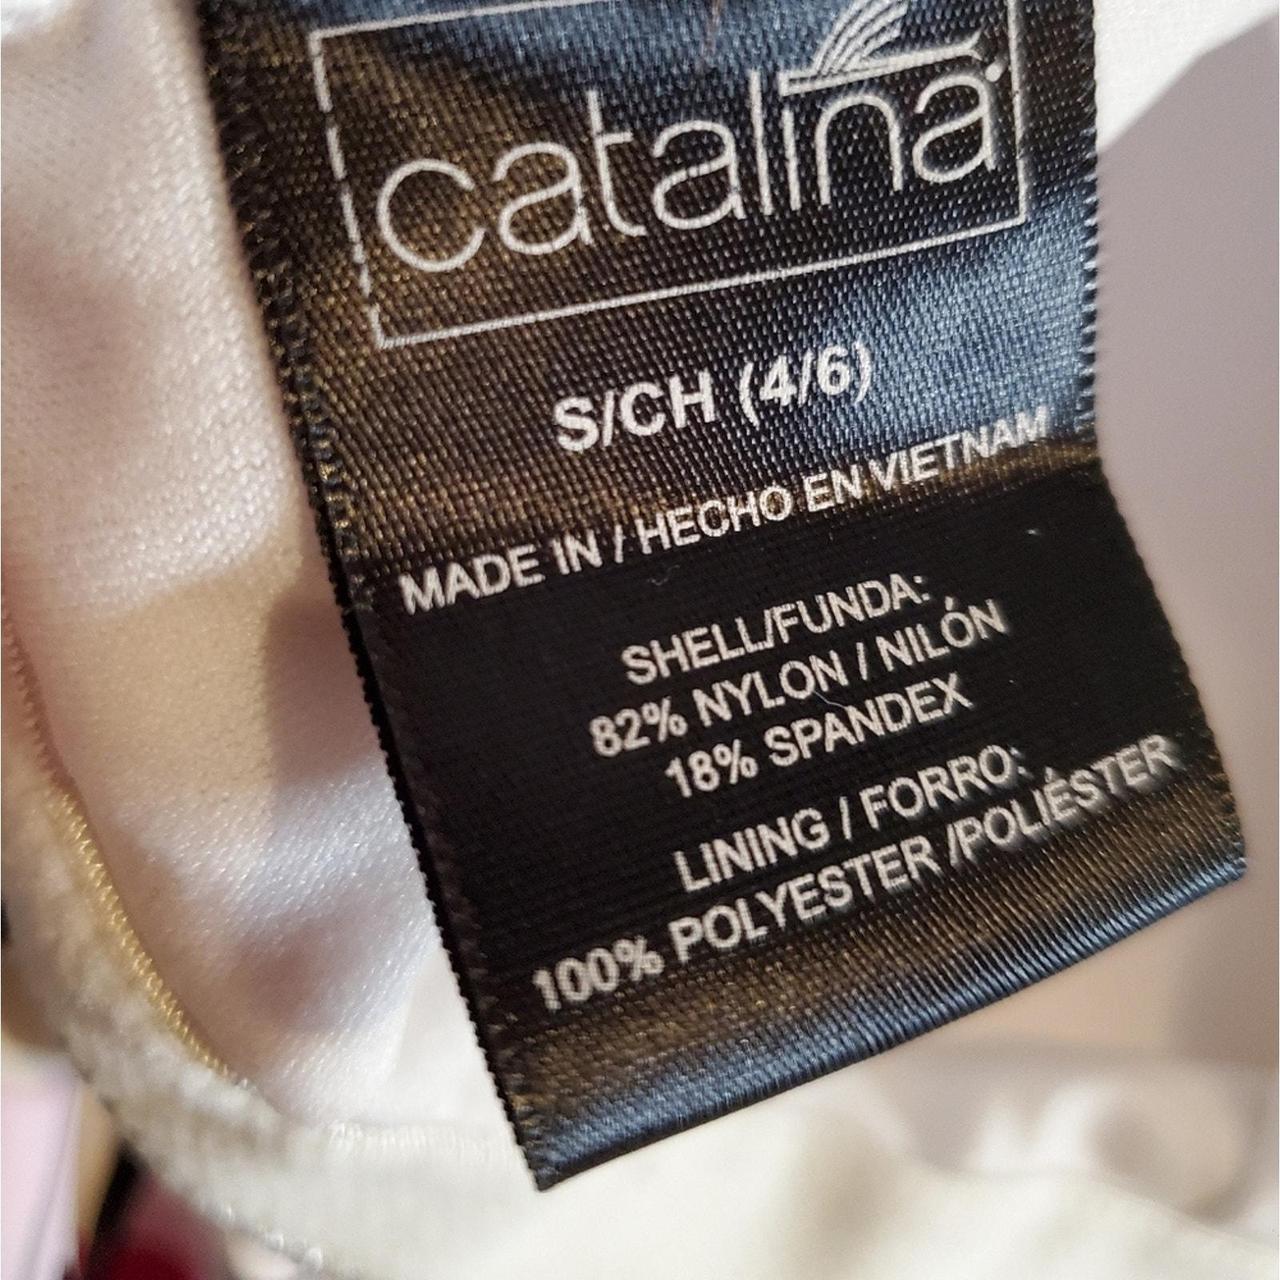 catalina
S/CH (4/6)
MADE IN / HECHO EN VIETNAM
SHELL/FUNDA:
82% NYLON / NILÓN
18% SPANDEX
LINING / FORRO:
100% POLYESTER /POLIÉSTER